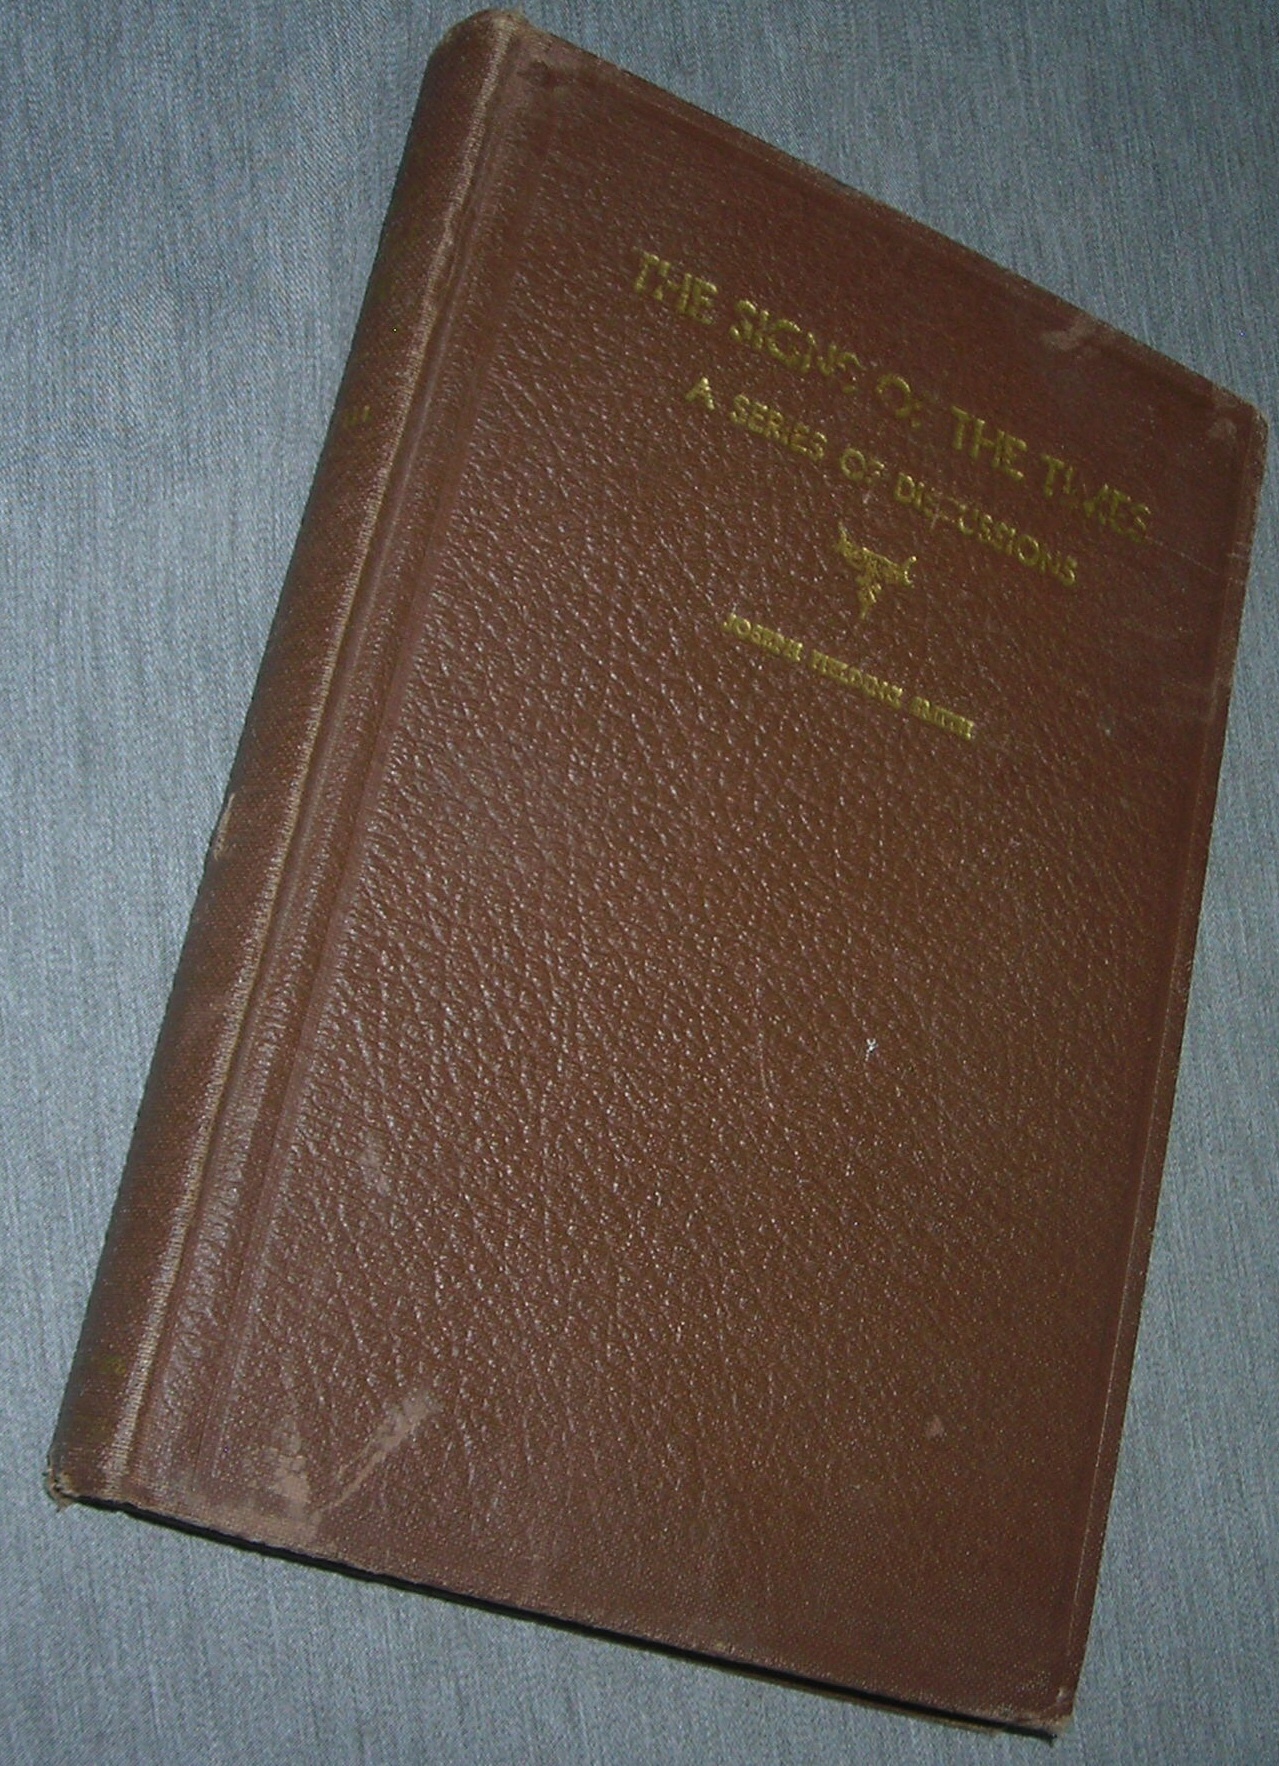 THE SIGNS OF THE TIMES
A SERIES OF DISCUSSIONS
JOSEPH FIELDING SMITH